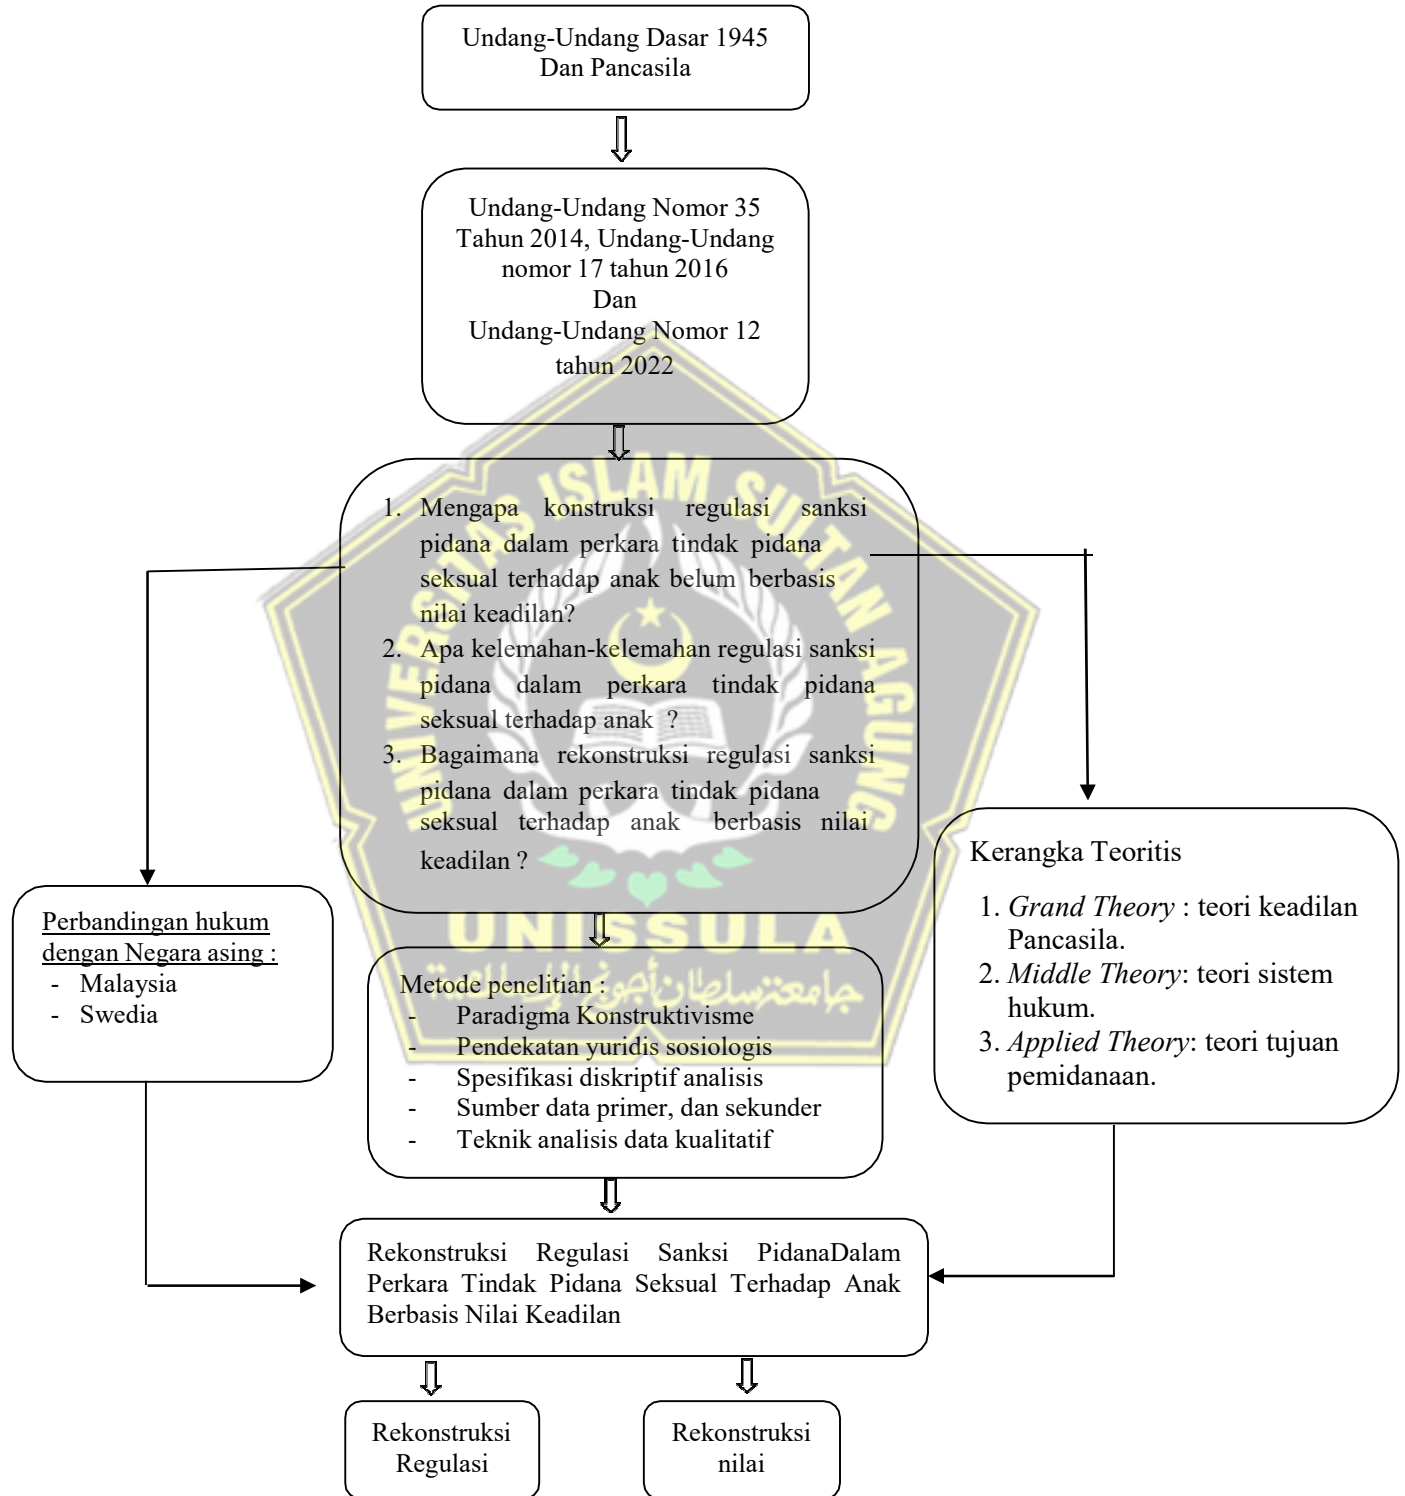 Undang-Undang Dasar 1945
Dan Pancasila
Undang-Undang Nomor 35
Tahun 2014, Undang-Undang
nomor 17 tahun 2016
Dan
Undang-Undang Nomor 12
tahun 2022
UNIVERSITAS ISLAM SULTAN AGUNG
1. Mengapa konstruksi regulasi sanksi
pidana dalam perkara tindak pidana
seksual terhadap anak belum berbasis
nilai keadilan?
2. Apa kelemahan-kelemahan regulasi sanksi
pidana dalam perkara tindak pidana
seksual terhadap anak ?
3. Bagaimana rekonstruksi regulasi sanksi
pidana dalam perkara tindak pidana
seksual terhadap anak berbasis nilai
keadilan ?
Perbandingan hukum
dengan Negara asing :
- Malaysia
- Swedia
Kerangka Teoritis
1. Grand Theory : teori keadilan
Pancasila.
2. Middle Theory: teori sistem
hukum.
3. Applied Theory: teori tujuan
pemidanaan.
UNISSULA
جامعتسلطان أجونج الإسلامية
Metode penelitian :
- Paradigma Konstruktivisme
- Pendekatan yuridis sosiologis
- Spesifikasi diskriptif analisis
- Sumber data primer, dan sekunder
- Teknik analisis data kualitatif
Rekonstruksi Regulasi Sanksi PidanaDalam
Perkara Tindak Pidana Seksual Terhadap Anak
Berbasis Nilai Keadilan
Rekonstruksi
Regulasi
Rekonstruksi
nilai